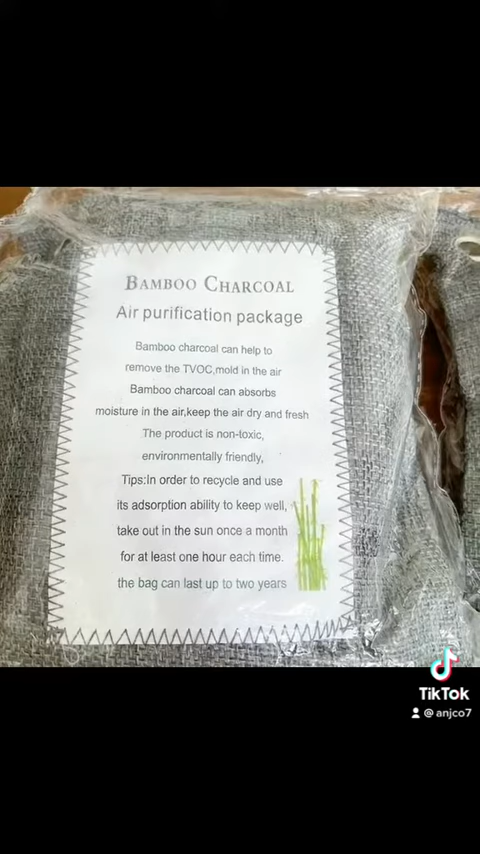 BAMBOO CHARCOAL
Air purification package
Bamboo charcoal can help to
remove the TVOC,mold in the air
Bamboo charcoal can absorbs
moisture in the air,keep the air dry and fresh
The product is non-toxic,
environmentally friendly,
Tips:In order to recycle and use
its adsorption ability to keep well,
take out in the sun once a month
for at least one hour each time.
the bag can last up to two years
TikTok
@anjco7